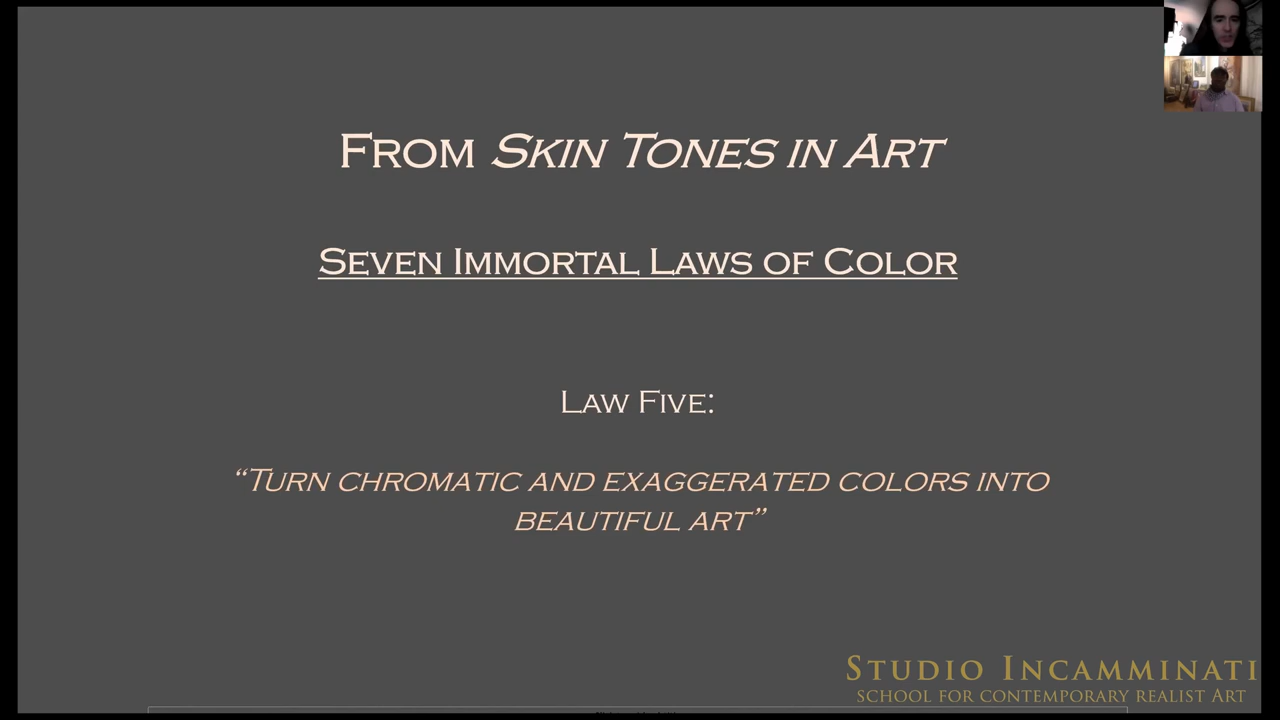 From Skin Tones in Art
Seven Immortal Laws of Color
Law Five:
“Turn chromatic and exaggerated colors into
beautiful art”
Studio Incamminati
School for Contemporary Realist Art